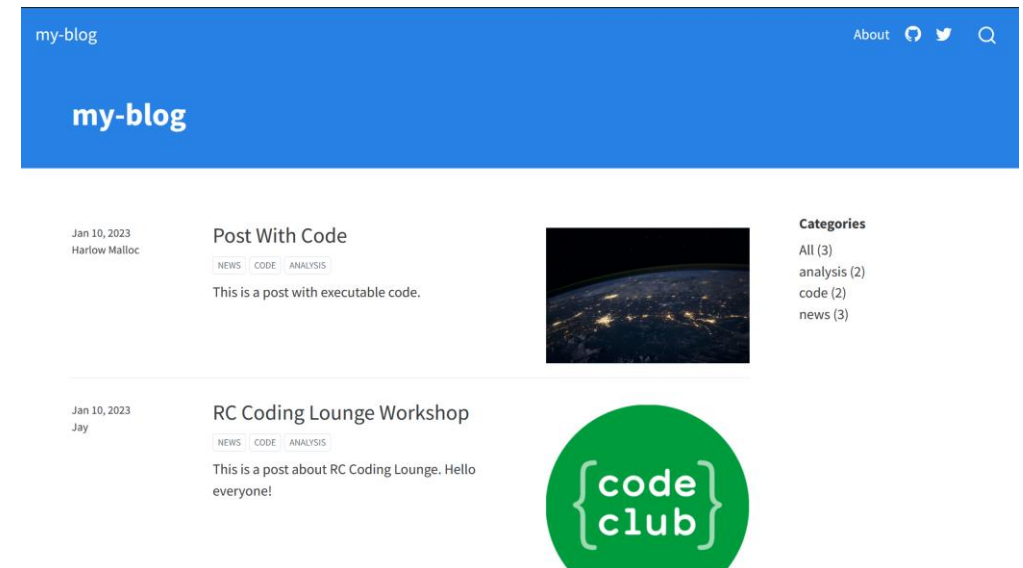 my-blog
About
my-blog
Jan 10, 2023
Harlow Malloc
Post With Code
NEWS CODE ANALYSIS
This is a post with executable code.
Categories
All (3)
analysis (2)
code (2)
news (3)
Jan 10, 2023
Jay
RC Coding Lounge Workshop
NEWS CODE ANALYSIS
This is a post about RC Coding Lounge. Hello
everyone!
{code
club}